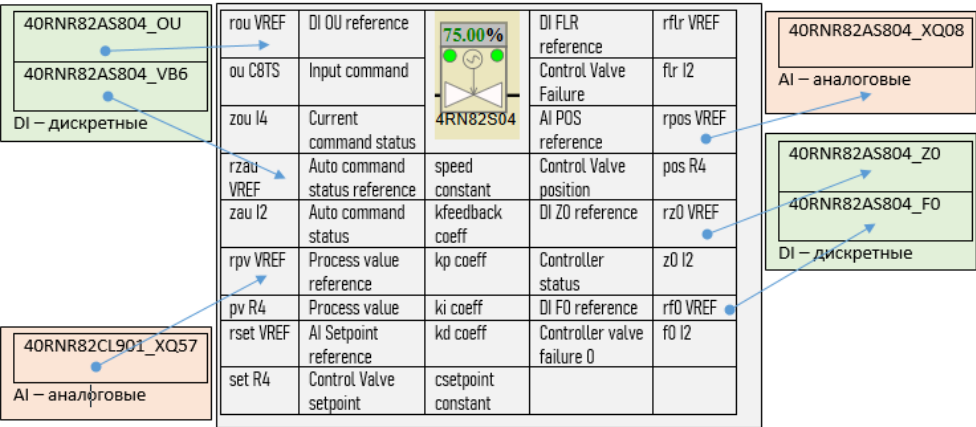 40RNR82AS804_OU
40RNR82AS804_VB6
DI – дискретные
40RNR82CL901_XQ57
AI – аналоговые
rou VREF
DI OU reference
75.00%
4RN82S04
DI FLR
reference
rflr VREF
ou C8TS
Input command
Control Valve
Failure
flr I2
zou I4
Current
command status
AI POS
reference
rpos VREF
rzau
VREF
Auto command
status reference
speed
constant
Control Valve
position
pos R4
zau I2
Auto command
status
kfeedback
coeff
DI Z0 reference
rz0 VREF
rpv VREF
Process value
reference
kp coeff
Controller
status
z0 I2
pv R4
Process value
ki coeff
DI F0 reference
rf0 VREF
rset VREF
AI Setpoint
reference
kd coeff
Controller valve
failure 0
f0 I2
set R4
Control Valve
setpoint
csetpoint
constant
40RNR82AS804_XQ08
AI – аналоговые
40RNR82AS804_Z0
40RNR82AS804_F0
DI – дискретные